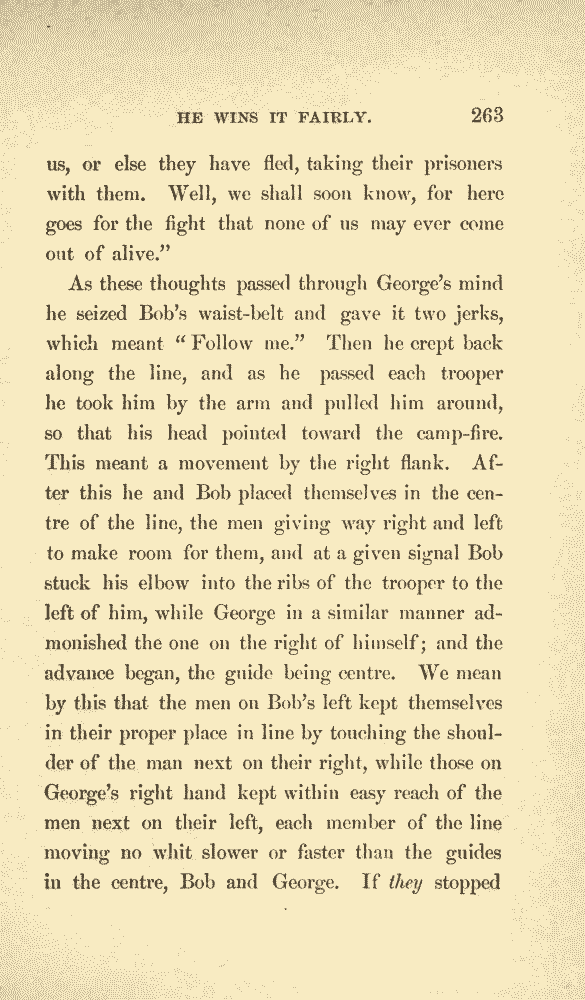 HE WINS IT FAIRLY. 263
us, or else they have fled, taking their prisoners
with them. Well, we shall soon know, for here
goes for the fight that none of us may ever come
out of alive.”
As these thoughts passed through George’s mind
he seized Bob’s waist-belt and gave it two jerks,
which meant “Follow me.” Then he crept back
along the line, and as he passed each trooper
he took him by the arm and pulled him around,
so that his head pointed toward the camp-fire.
This meant a movement by the right flank. Af-
ter this he and Bob placed themselves in the cen-
tre of the line, the men giving way right and left
to make room for them, and at a given signal Bob
stuck his elbow into the ribs of the trooper to the
left of him, while George in a similar manner ad-
monished the one on the right of himself; and the
advance began, the guide being centre. We mean
by this that the men on Bob’s left kept themselves
in their proper place in line by touching the shoul-
der of the man next on their right, while those on
George’s right hand kept within easy reach of the
men next on their left, each member of the line
moving no whit slower or faster than the guides
in the centre, Bob and George. If they stopped